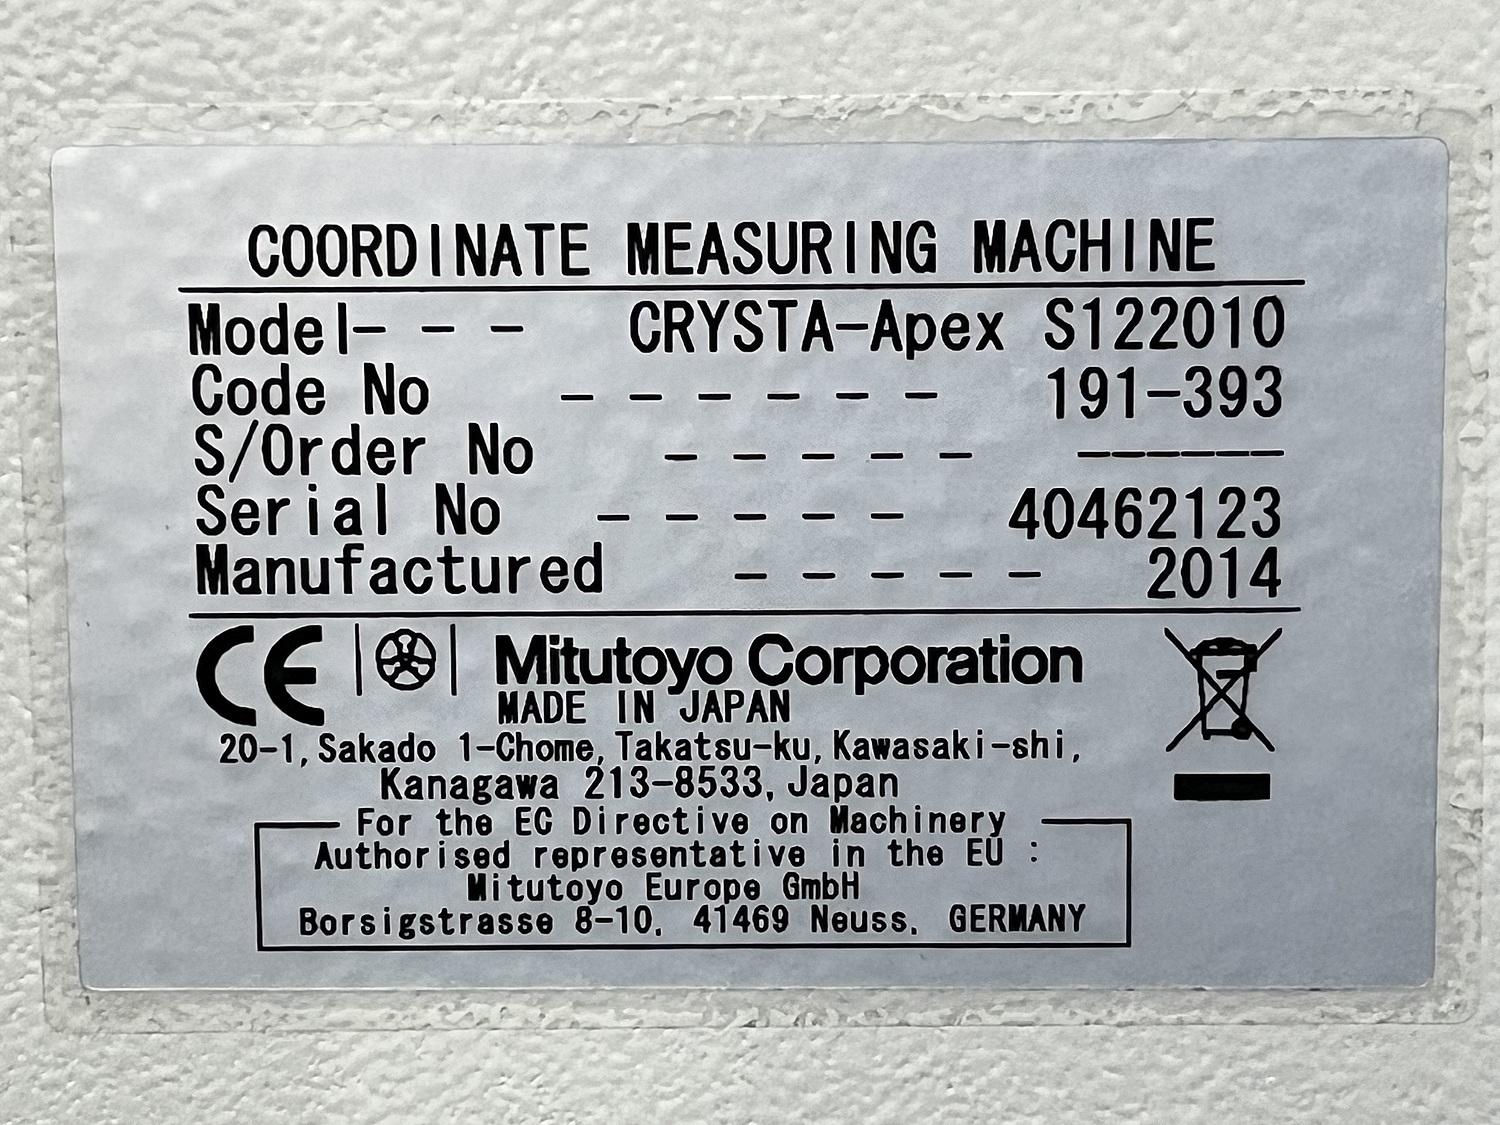 COORDINATE MEASURING MACHINE
Model- - - CRYSTA-Apex S122010
Code No - - - - - - 191-393
S/Order No - - - - - ------
Serial No - - - - - 40462123
Manufactured - - - - - 2014
CE Mitutoyo Corporation
MADE IN JAPAN
20-1, Sakado 1-Chome, Takatsu-ku, Kawasaki-shi,
Kanagawa 213-8533, Japan
For the EC Directive on Machinery
Authorised representative in the EU :
Mitutoyo Europe GmbH
Borsigstrasse 8-10, 41469 Neuss, GERMANY